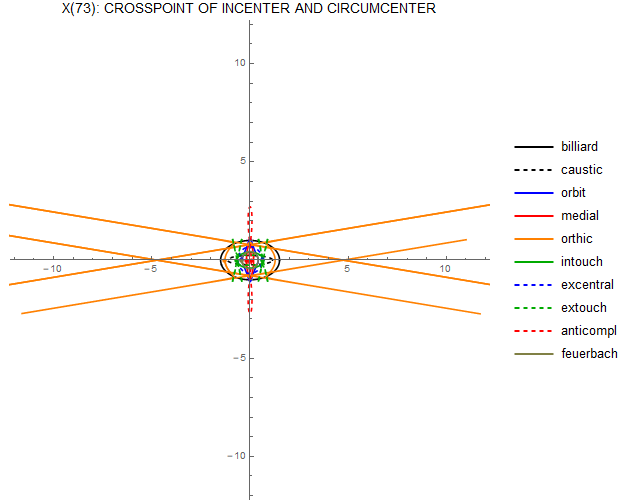 X(73): CROSSPOINT OF INCENTER AND CIRCUMCENTER
10
5
−10
−5
5
10
−5
−10
billiard
caustic
orbit
medial
orthic
intouch
excentral
extouch
anticompl
feuerbach